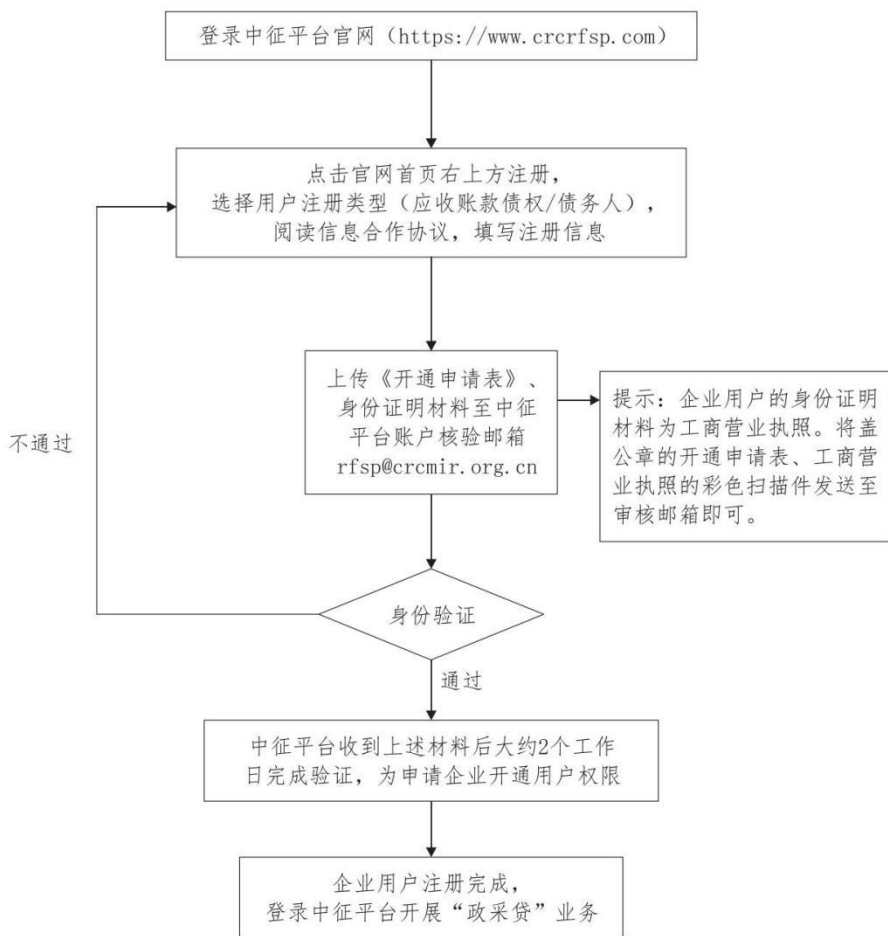 登录中征平台官网（https://www.crcrfsp.com）
点击官网首页右上方注册，
选择用户注册类型（应收账款债权/债务人），
阅读信息合作协议，填写注册信息
上传《开通申请表》、
身份证明材料至中征
平台账户核验邮箱
rfsp@crcmir.org.cn
提示：企业用户的身份证明
材料为工商营业执照。将盖
公章的开通申请表、工商营
业执照的彩色扫描件发送至
审核邮箱即可。
不通过
身份验证
通过
中征平台收到上述材料后大约2个工作
日完成验证，为申请企业开通用户权限
企业用户注册完成，
登录中征平台开展“政采贷”业务